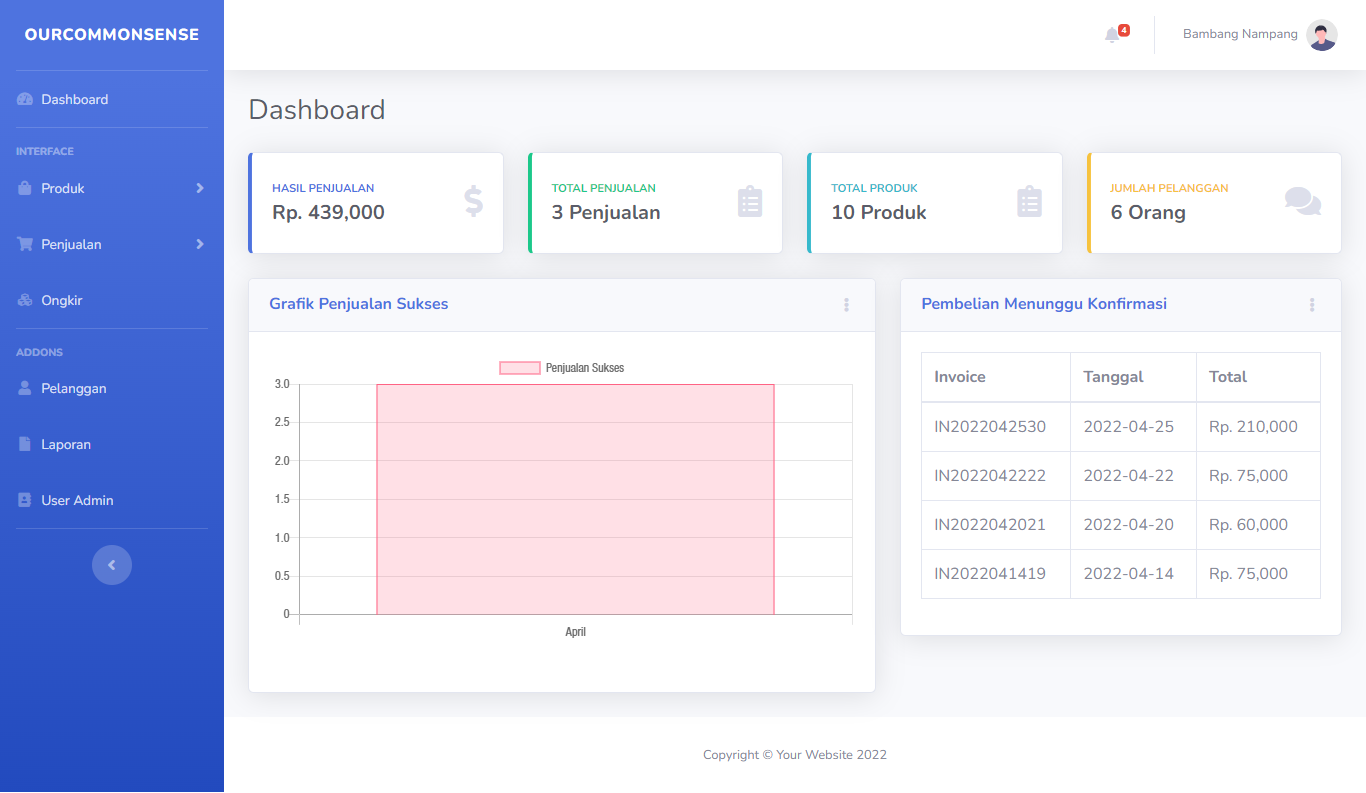 OURCOMMONSENSE
4
Bambang Nampang
Dashboard
INTERFACE
Produk
Penjualan
Ongkir
ADDONS
Pelanggan
Laporan
User Admin
Dashboard
HASIL PENJUALAN
Rp. 439,000
TOTAL PENJUALAN
3 Penjualan
TOTAL PRODUK
10 Produk
JUMLAH PELANGGAN
6 Orang
Grafik Penjualan Sukses
Penjualan Sukses
3.0
2.5
2.0
1.5
1.0
0.5
0
April
Pembelian Menunggu Konfirmasi
Invoice Tanggal Total
IN2022042530 2022-04-25 Rp. 210,000
IN2022042222 2022-04-22 Rp. 75,000
IN2022042021 2022-04-20 Rp. 60,000
IN2022041419 2022-04-14 Rp. 75,000
Copyright © Your Website 2022